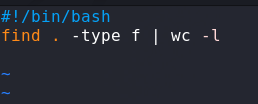 #!/bin/bash
find . -type f | wc -l
~
~